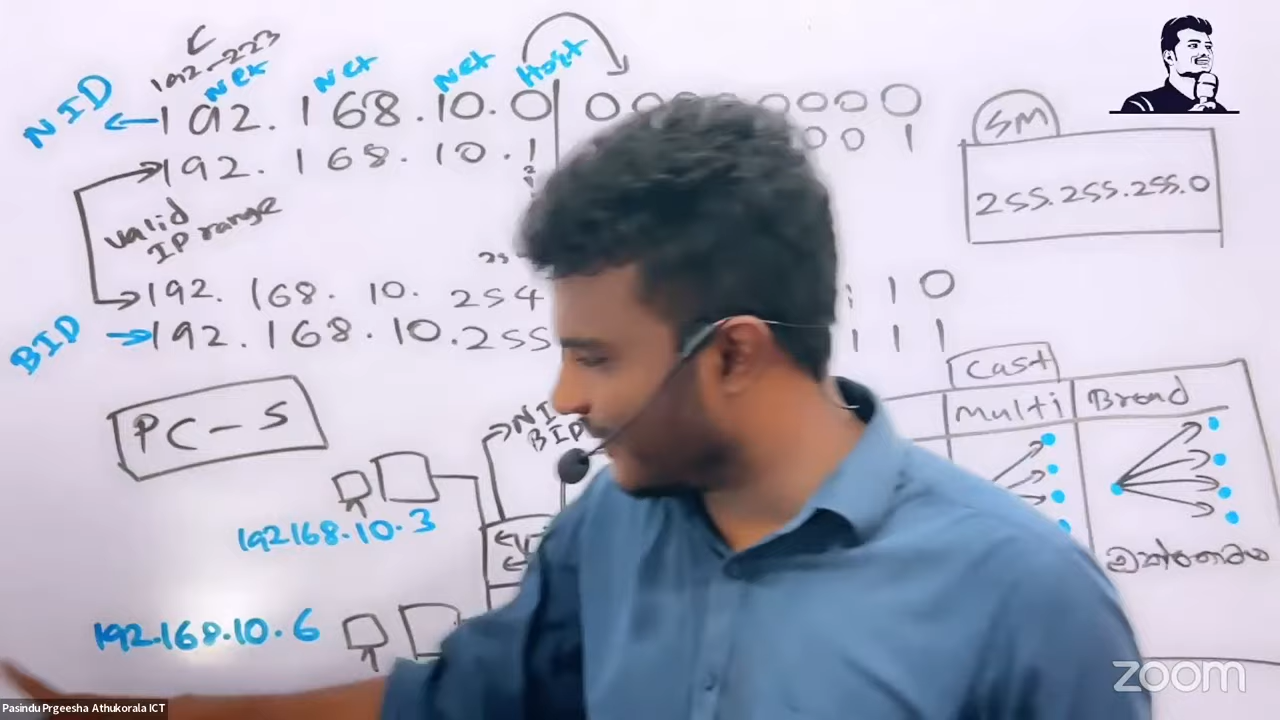 C
192-223
Net Net Net Host
NID ← 192. 168. 10. 0 0 0 0 0 0
192. 168. 10. 1 0 0 1
SM
255.255.255.0
valid
IP range
192. 168. 10. 254 1 1 0
BID → 192. 168. 10. 255 1 1 1
Cast
Multi Broad
PC - 5
192.168.10.3
192.168.10.6
Pasindu Prgeesha Athukorala ICT
zoom